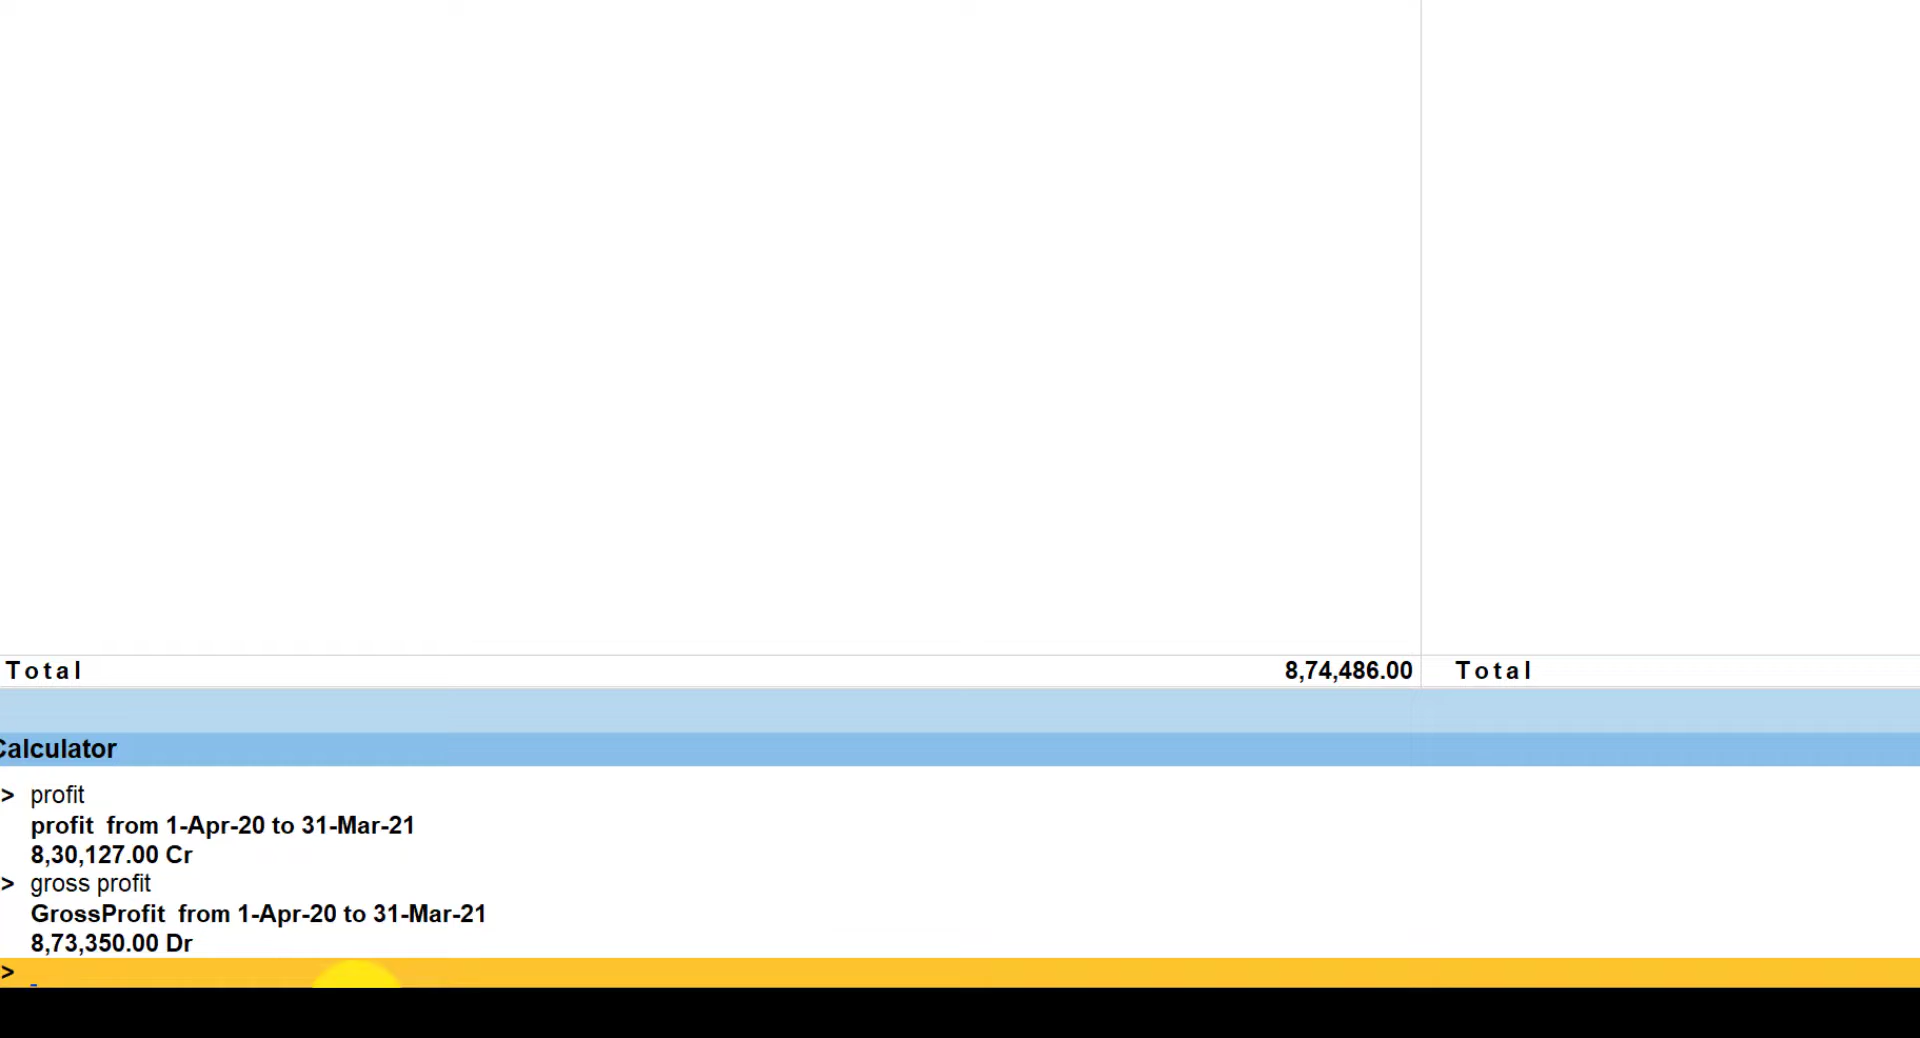 Total 8,74,486.00 Total
Calculator
> profit
profit from 1-Apr-20 to 31-Mar-21
8,30,127.00 Cr
> gross profit
GrossProfit from 1-Apr-20 to 31-Mar-21
8,73,350.00 Dr
>